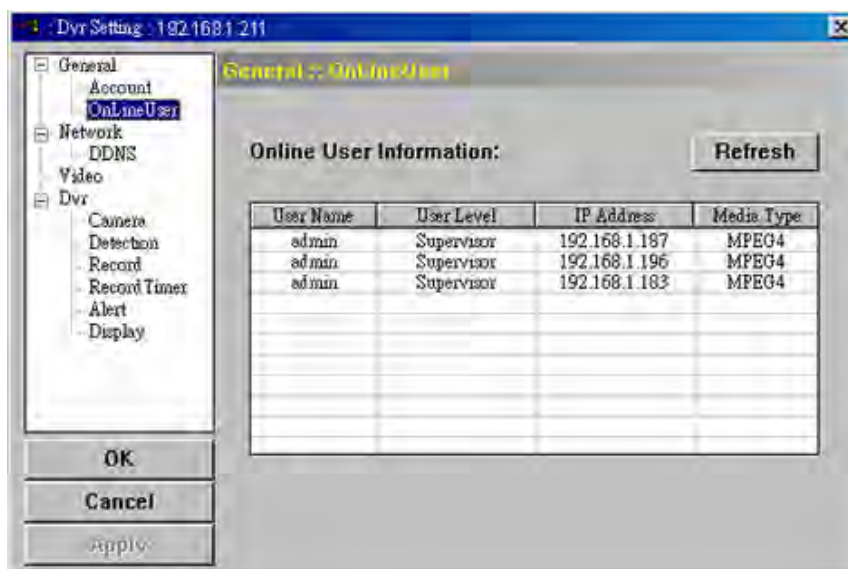 Dvr Setting : 192.168.1.211
General
Account
OnLineUser
Network
DDNS
Video
Dvr
Camera
Detection
Record
Record Timer
Alert
Display
OK
Cancel
Apply
General :: OnLineUser
Online User Information:
Refresh
User Name User Level IP Address Media Type
admin Supervisor 192.168.1.187 MPEG4
admin Supervisor 192.168.1.196 MPEG4
admin Supervisor 192.168.1.183 MPEG4